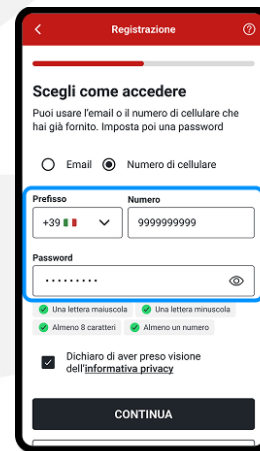 Registrazione
Scegli come accedere
Puoi usare l'email o il numero di cellulare che
hai già fornito. Imposta poi una password
Email Numero di cellulare
Prefisso Numero
+39 9999999999
Password
Una lettera maiuscola Una lettera minuscola
Almeno 8 caratteri Almeno un numero
Dichiaro di aver preso visione
dell'informativa privacy
CONTINUA